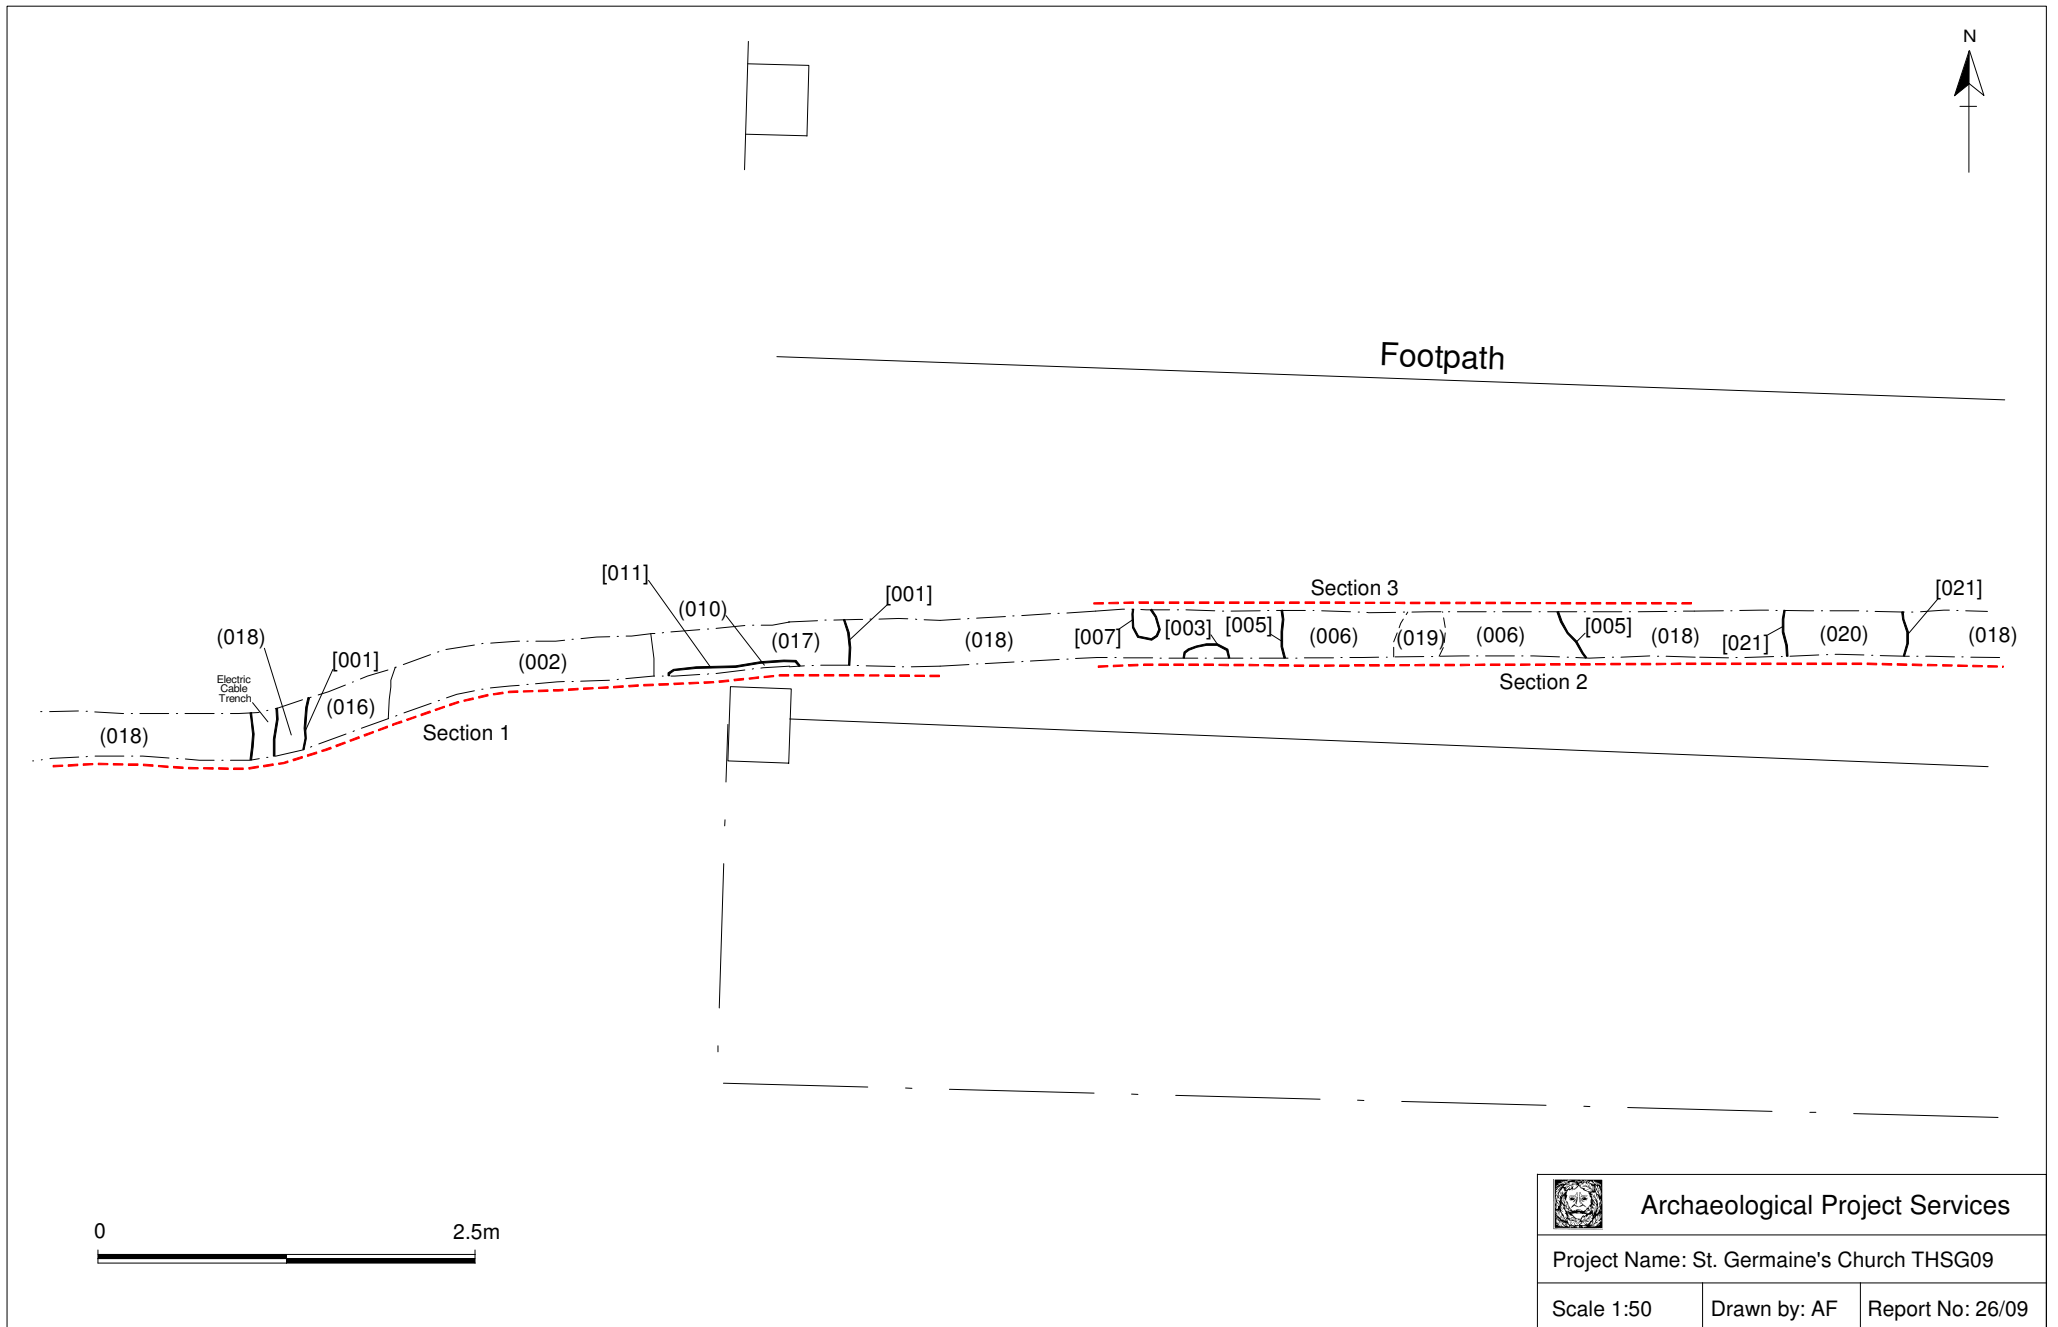 N
Footpath
[011]
(010)
[001]
Section 3
[021]
(018)
[001]
(002)
(017)
(018)
[007]
[003]
[005]
(006)
(019)
(006)
[005]
(018)
[021]
(020)
(018)
Electric
Cable
Trench
(016)
(018)
Section 1
Section 2
0 2.5m
Archaeological Project Services
Project Name: St. Germaine's Church THSG09
Scale 1:50
Drawn by: AF
Report No: 26/09